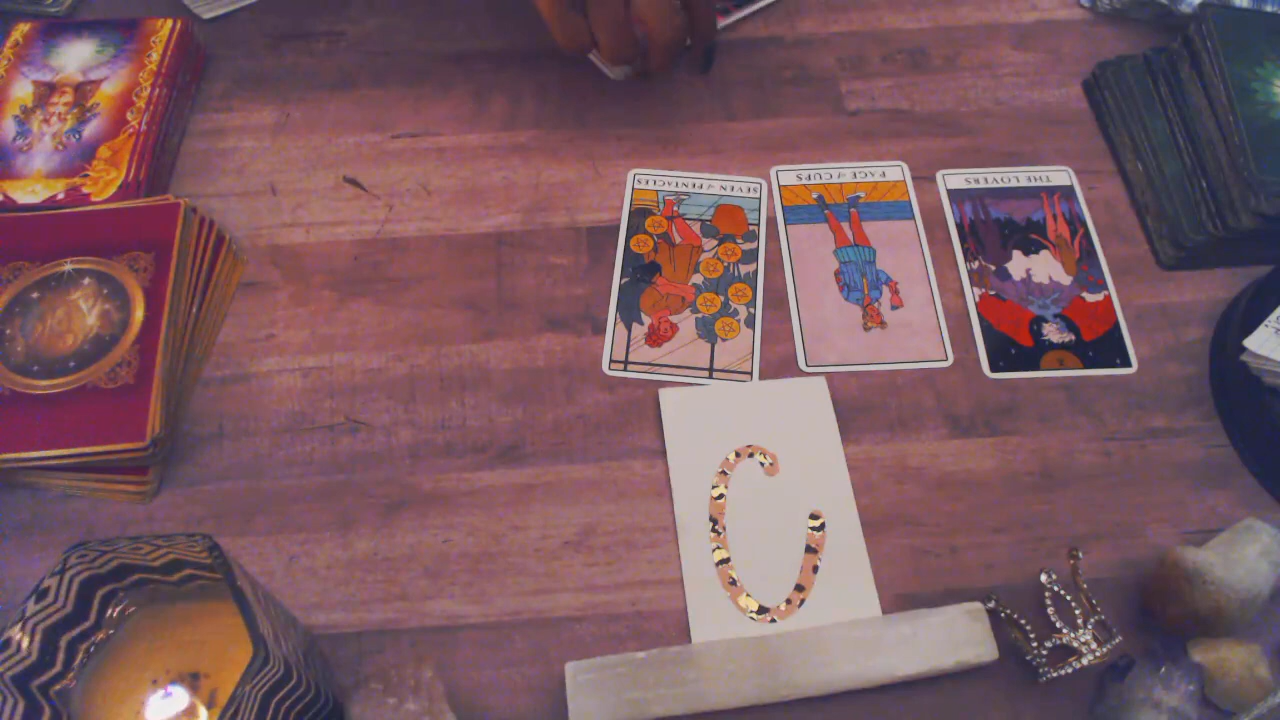 SEVEN of PENTACLES
PAGE of CUPS
THE LOVERS
C